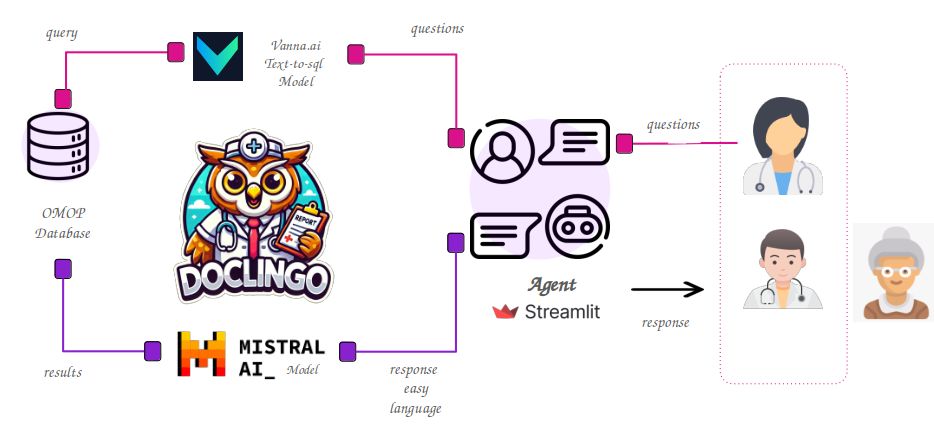 query
Vanna.ai
Text-to-sql
Model
questions
questions
OMOP
Database
REPORT
DOCLINGO
Agent
Streamlit
response
results
MISTRAL
AI_ Model
response
easy
language